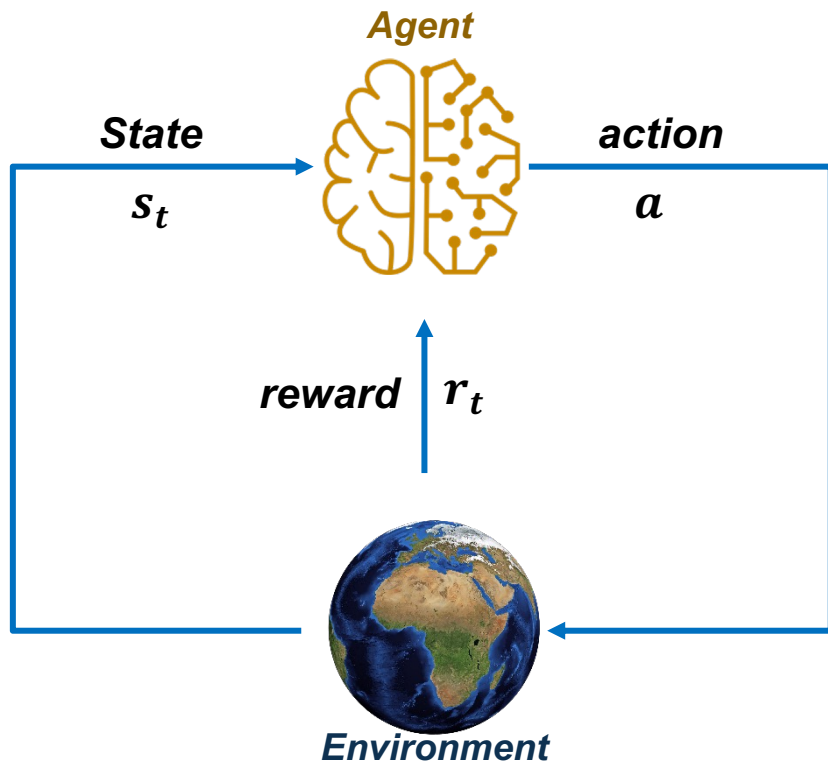 Agent
State
action
s_t
a
reward
r_t
Environment